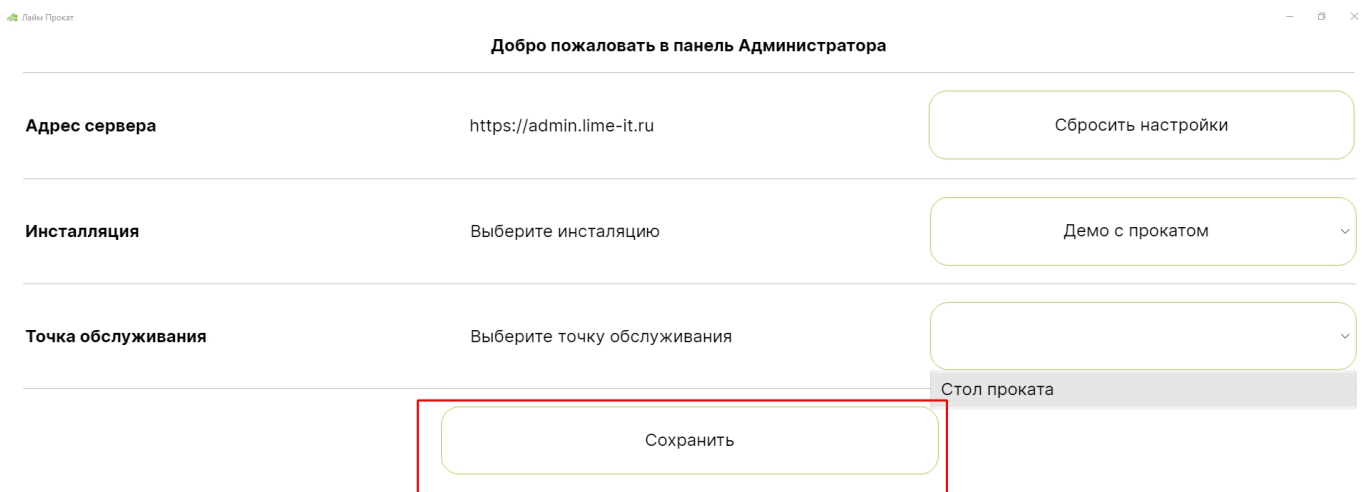 Лайм Прокат
Добро пожаловать в панель Администратора
Адрес сервера
https://admin.lime-it.ru
Сбросить настройки
Инсталляция
Выберите инсталяцию
Демо с прокатом
Точка обслуживания
Выберите точку обслуживания
Стол проката
Сохранить